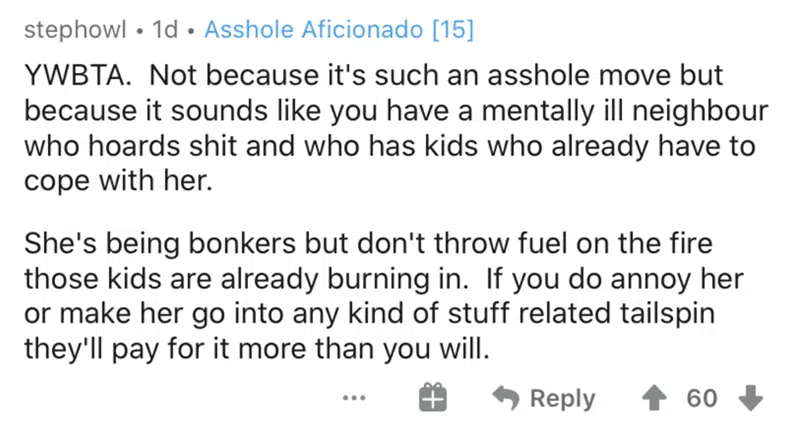 stephowl • 1d • Asshole Aficionado [15]
YWBTA. Not because it's such an asshole move but
because it sounds like you have a mentally ill neighbour
who hoards shit and who has kids who already have to
cope with her.
She's being bonkers but don't throw fuel on the fire
those kids are already burning in. If you do annoy her
or make her go into any kind of stuff related tailspin
they'll pay for it more than you will.
... Reply 60